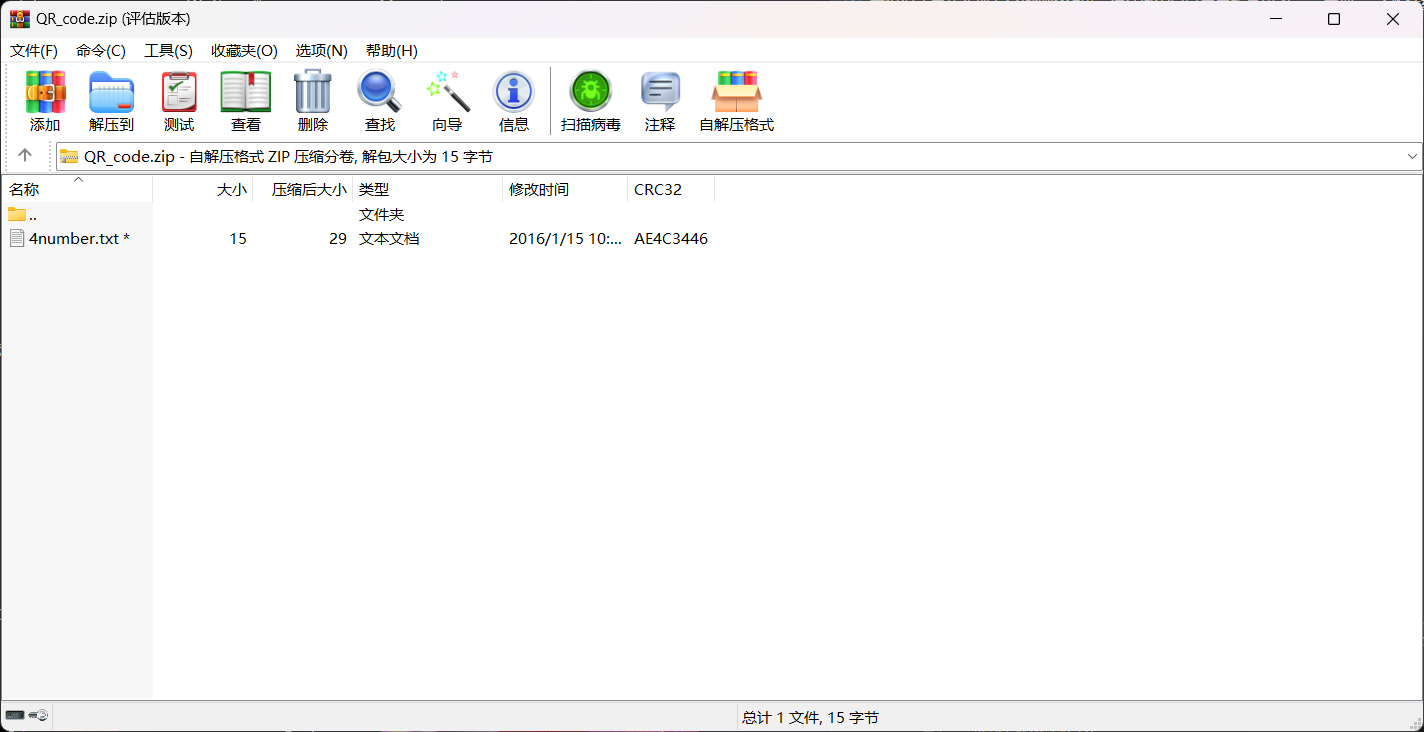 QR_code.zip (评估版本)
文件(F) 命令(C) 工具(S) 收藏夹(O) 选项(N) 帮助(H)
添加 解压到 测试 查看 删除 查找 向导 信息 扫描病毒 注释 自解压格式
QR_code.zip - 自解压格式 ZIP 压缩分卷, 解包大小为 15 字节
名称 大小 压缩后大小 类型 修改时间 CRC32
.. 文件夹
4number.txt * 15 29 文本文档 2016/1/15 10:... AE4C3446
总计 1 文件, 15 字节